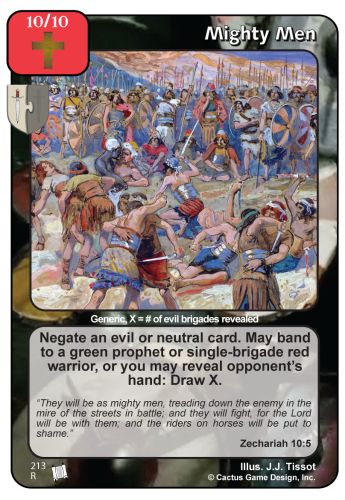 10/10
Mighty Men
Generic, X = # of evil brigades revealed
Negate an evil or neutral card. May band
to a green prophet or single-brigade red
warrior, or you may reveal opponent's
hand: Draw X.
"They will be as mighty men, treading down the enemy in
the mire of the streets in battle; and they will fight, for the Lord
will be with them; and the riders on horses will be put to
shame."
Zechariah 10:5
213
R
Illus. J.J. Tissot
© Cactus Game Design, Inc.